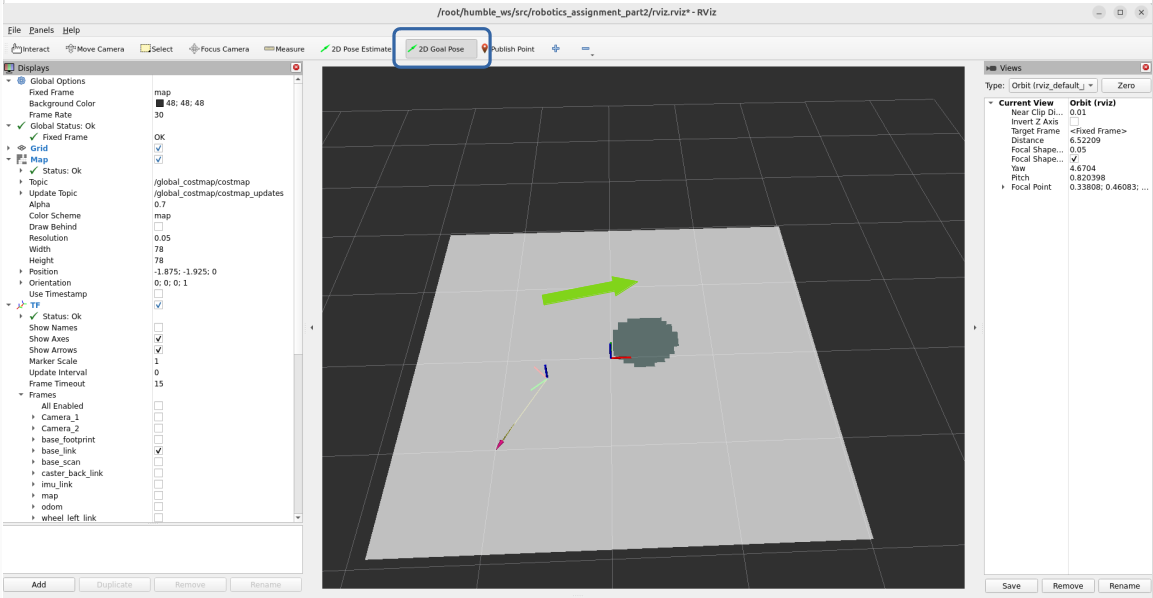 /root/humble_ws/src/robotics_assignment_part2/rviz.rviz* - RViz
File Panels Help
Interact Move Camera Select Focus Camera Measure 2D Pose Estimate 2D Goal Pose Publish Point
Displays
Global Options
Fixed Frame map
Background Color 48; 48; 48
Frame Rate 30
Global Status: Ok
Fixed Frame OK
Grid
Map
Status: Ok
Topic /global_costmap/costmap
Update Topic /global_costmap/costmap_updates
Alpha 0.7
Color Scheme map
Draw Behind
Resolution 0.05
Width 78
Height 78
Position -1.875; -1.925; 0
Orientation 0; 0; 0; 1
Use Timestamp
TF
Status: Ok
Show Names
Show Axes
Show Arrows
Marker Scale 1
Update Interval 0
Frame Timeout 15
Frames
All Enabled
Camera_1
Camera_2
base_footprint
base_link
base_scan
caster_back_link
imu_link
map
odom
wheel_left_link
Add Duplicate Remove Rename
Views
Type: Orbit (rviz_default_ Zero
Current View Orbit (rviz)
Near Clip Di... 0.01
Invert Z Axis
Target Frame <Fixed Frame>
Distance 6.52209
Focal Shape... 0.05
Focal Shape...
Yaw 4.6704
Pitch 0.820398
Focal Point 0.33808; 0.46083; ...
Save Remove Rename